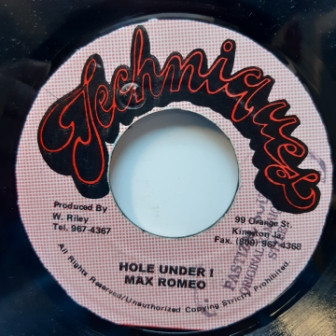 Techniques
Produced By
W. Riley
Tel. 967-4367
99 Orange St
Kingston Ja.
Fax. (809) 967-4368
HOLE UNDER !
MAX ROMEO
All Rights Reserved/Unauthorized Copying Strictly Prohibited